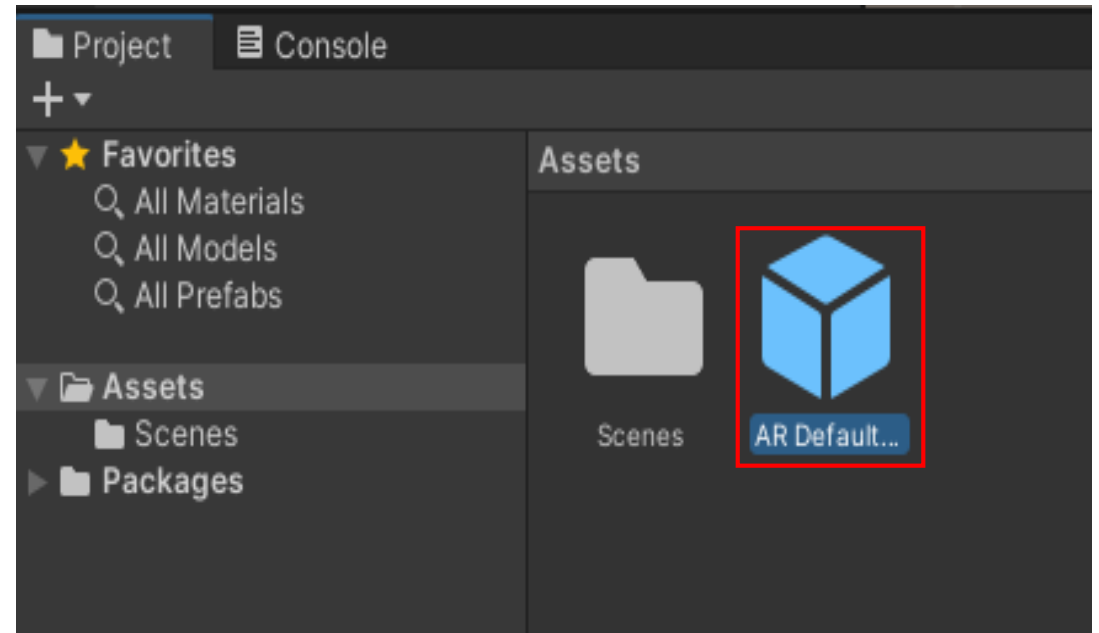 Project
Console
Favorites
All Materials
All Models
All Prefabs
Assets
Scenes
Packages
Assets
Scenes
AR Default...